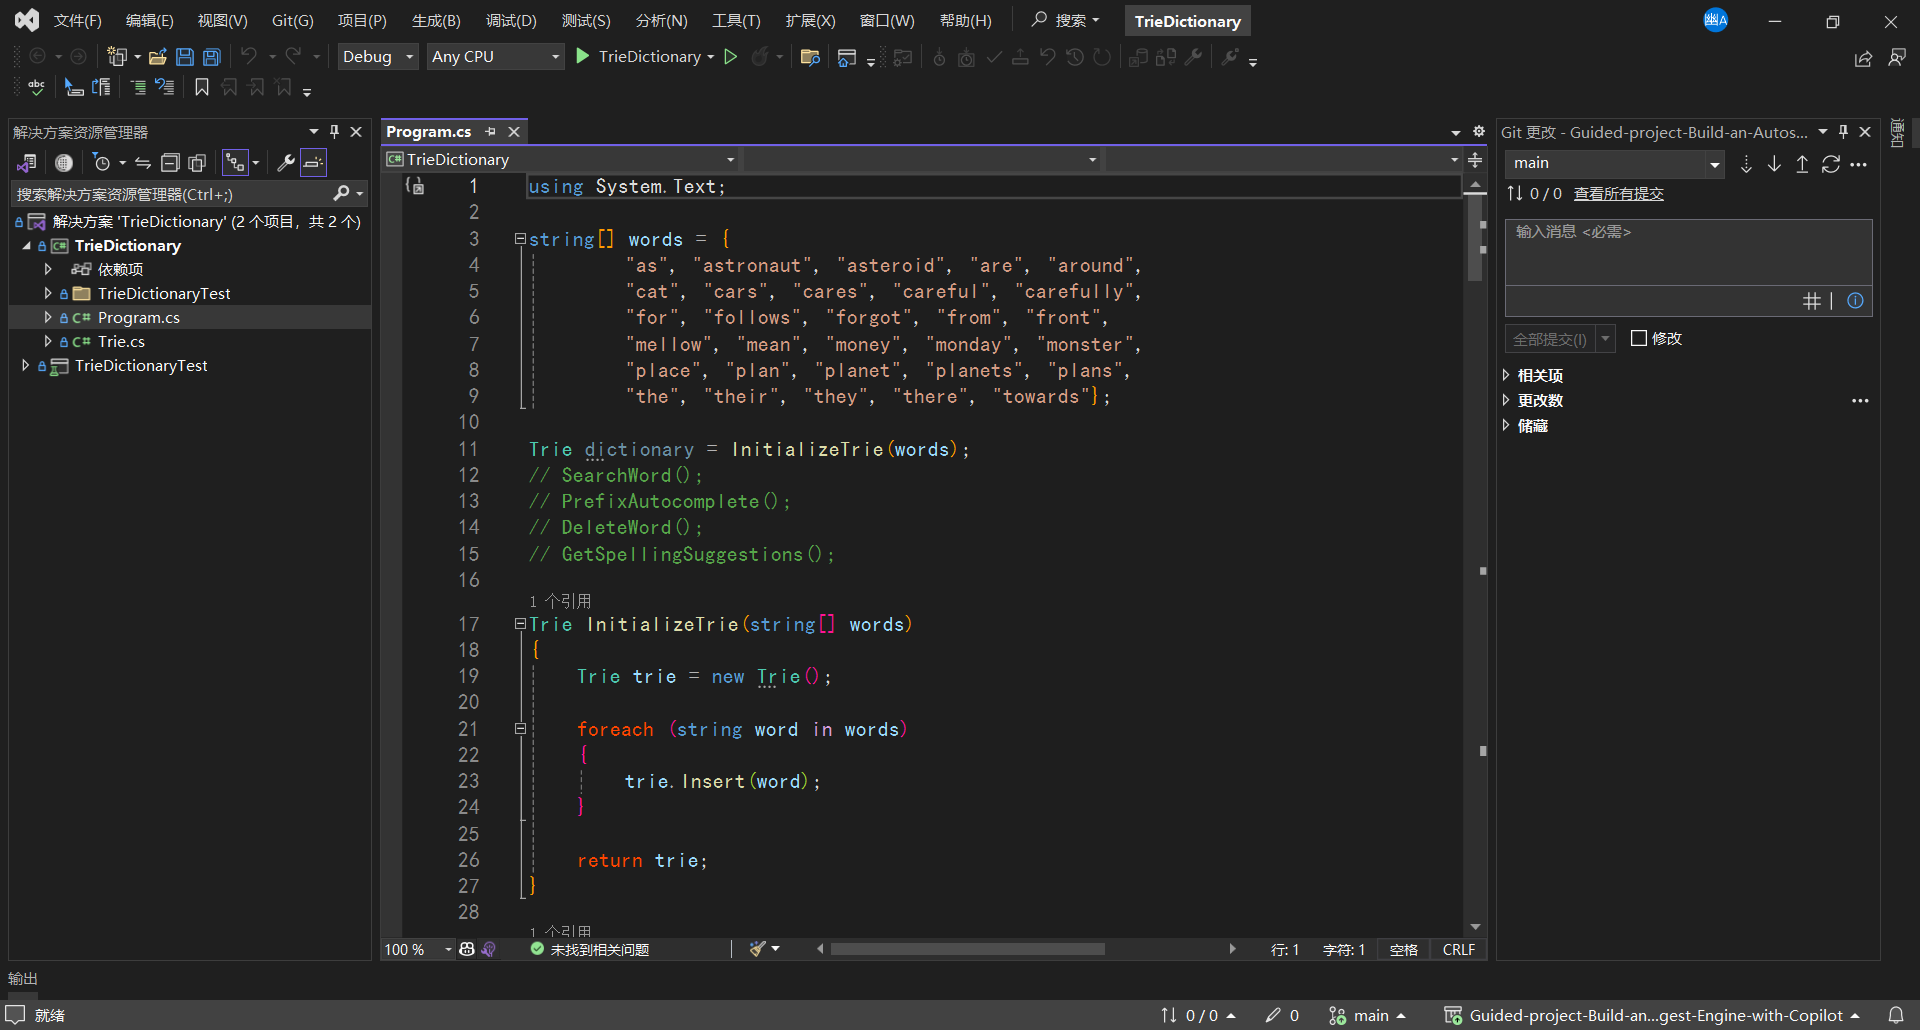 文件(F) 编辑(E) 视图(V) Git(G) 项目(P) 生成(B) 调试(D) 测试(S) 分析(N) 工具(T) 扩展(X) 窗口(W) 帮助(H) 搜索 TrieDictionary 幽A
Debug Any CPU TrieDictionary
abc
解决方案资源管理器
搜索解决方案资源管理器(Ctrl+;)
解决方案 'TrieDictionary' (2 个项目，共 2 个)
TrieDictionary
依赖项
TrieDictionaryTest
C# Program.cs
C# Trie.cs
TrieDictionaryTest
Program.cs
C# TrieDictionary
1 using System.Text;
2
3 string[] words = {
4 "as", "astronaut", "asteroid", "are", "around",
5 "cat", "cars", "cares", "careful", "carefully",
6 "for", "follows", "forgot", "from", "front",
7 "mellow", "mean", "money", "monday", "monster",
8 "place", "plan", "planet", "planets", "plans",
9 "the", "their", "they", "there", "towards"};
10
11 Trie dictionary = InitializeTrie(words);
12 // SearchWord();
13 // PrefixAutocomplete();
14 // DeleteWord();
15 // GetSpellingSuggestions();
16
1 个引用
17 Trie InitializeTrie(string[] words)
18 {
19 Trie trie = new Trie();
20
21 foreach (string word in words)
22 {
23 trie.Insert(word);
24 }
25
26 return trie;
27 }
28
1 个引用
100 % 未找到相关问题 行: 1 字符: 1 空格 CRLF
Git 更改 - Guided-project-Build-an-Autos...
main
0 / 0 查看所有提交
输入消息 <必需>
全部提交(I) 修改
相关项
更改数
储藏
通知
输出
就绪 0 / 0 0 main Guided-project-Build-an...gest-Engine-with-Copilot